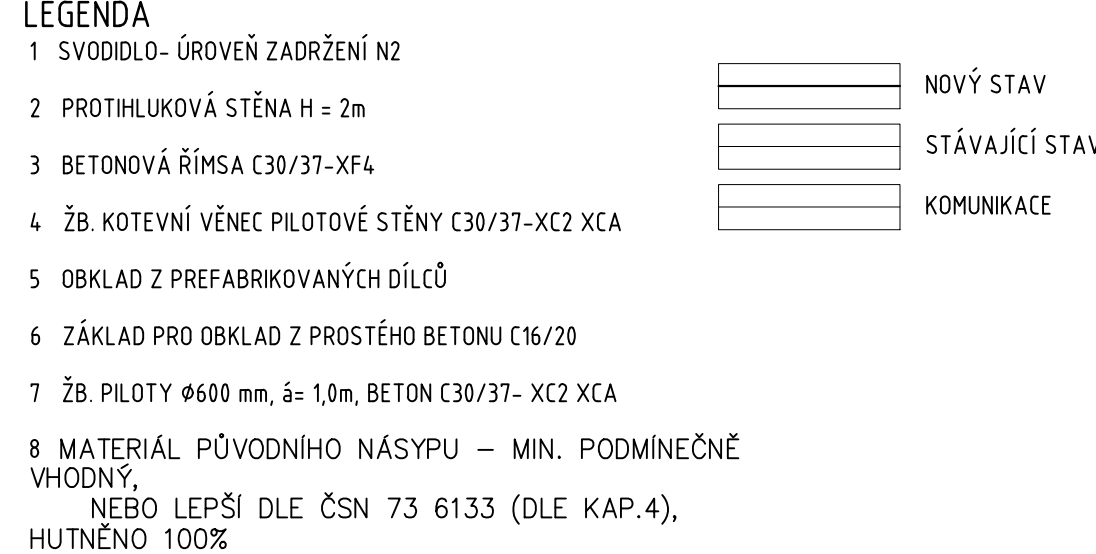 LEGENDA
1 SVODIDLO- ÚROVEŇ ZADRŽENÍ N2
2 PROTIHLUKOVÁ STĚNA H = 2m
3 BETONOVÁ ŘÍMSA C30/37-XF4
4 ŽB. KOTEVNÍ VĚNEC PILOTOVÉ STĚNY C30/37-XC2 XCA
5 OBKLAD Z PREFABRIKOVANÝCH DÍLCŮ
6 ZÁKLAD PRO OBKLAD Z PROSTÉHO BETONU C16/20
7 ŽB. PILOTY Ø600 mm, á= 1,0m, BETON C30/37- XC2 XCA
8 MATERIÁL PŮVODNÍHO NÁSYPU – MIN. PODMÍNEČNĚ
VHODNÝ,
NEBO LEPŠÍ DLE ČSN 73 6133 (DLE KAP.4),
HUTNĚNO 100%
NOVÝ STAV
STÁVAJÍCÍ STAV
KOMUNIKACE